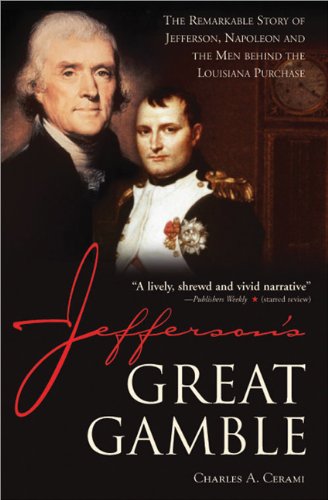 The Remarkable Story of
Jefferson, Napoleon and
the Men behind the
Louisiana Purchase
“A lively, shrewd and vivid narrative”
—Publishers Weekly ★ (starred review)
Jefferson's
GREAT
GAMBLE
Charles A. Cerami